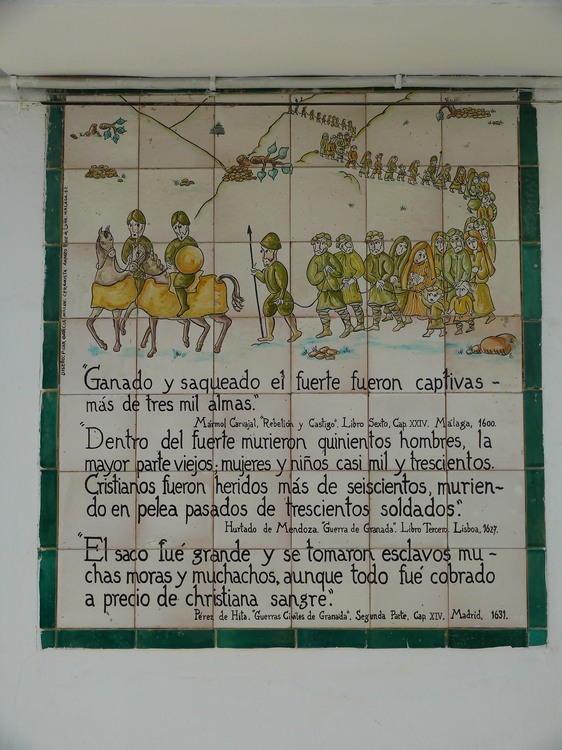 "Ganado y saqueado el fuerte fueron captivas -
más de tres mil almas."
Mármol Carvajal, "Rebelión y Castigo". Libro Sexto, Cap. XXIV. Málaga, 1600.
"Dentro del fuerte murieron quinientos hombres, la
mayor parte viejos; mujeres y niños casi mil y trescientos.
Cristianos fueron heridos más de seiscientos, murien-
do en pelea pasados de trescientos soldados".
Hurtado de Mendoza. "Guerra de Granada". Libro Tercero. Lisboa, 1627.
"El saco fué grande y se tomaron esclavos mu-
chas moras y muchachos, aunque todo fué cobrado
a precio de christiana sangre".
Pérez de Hita. "Guerras Civiles de Granada". Segunda Parte, Cap. XIV. Madrid, 1631.